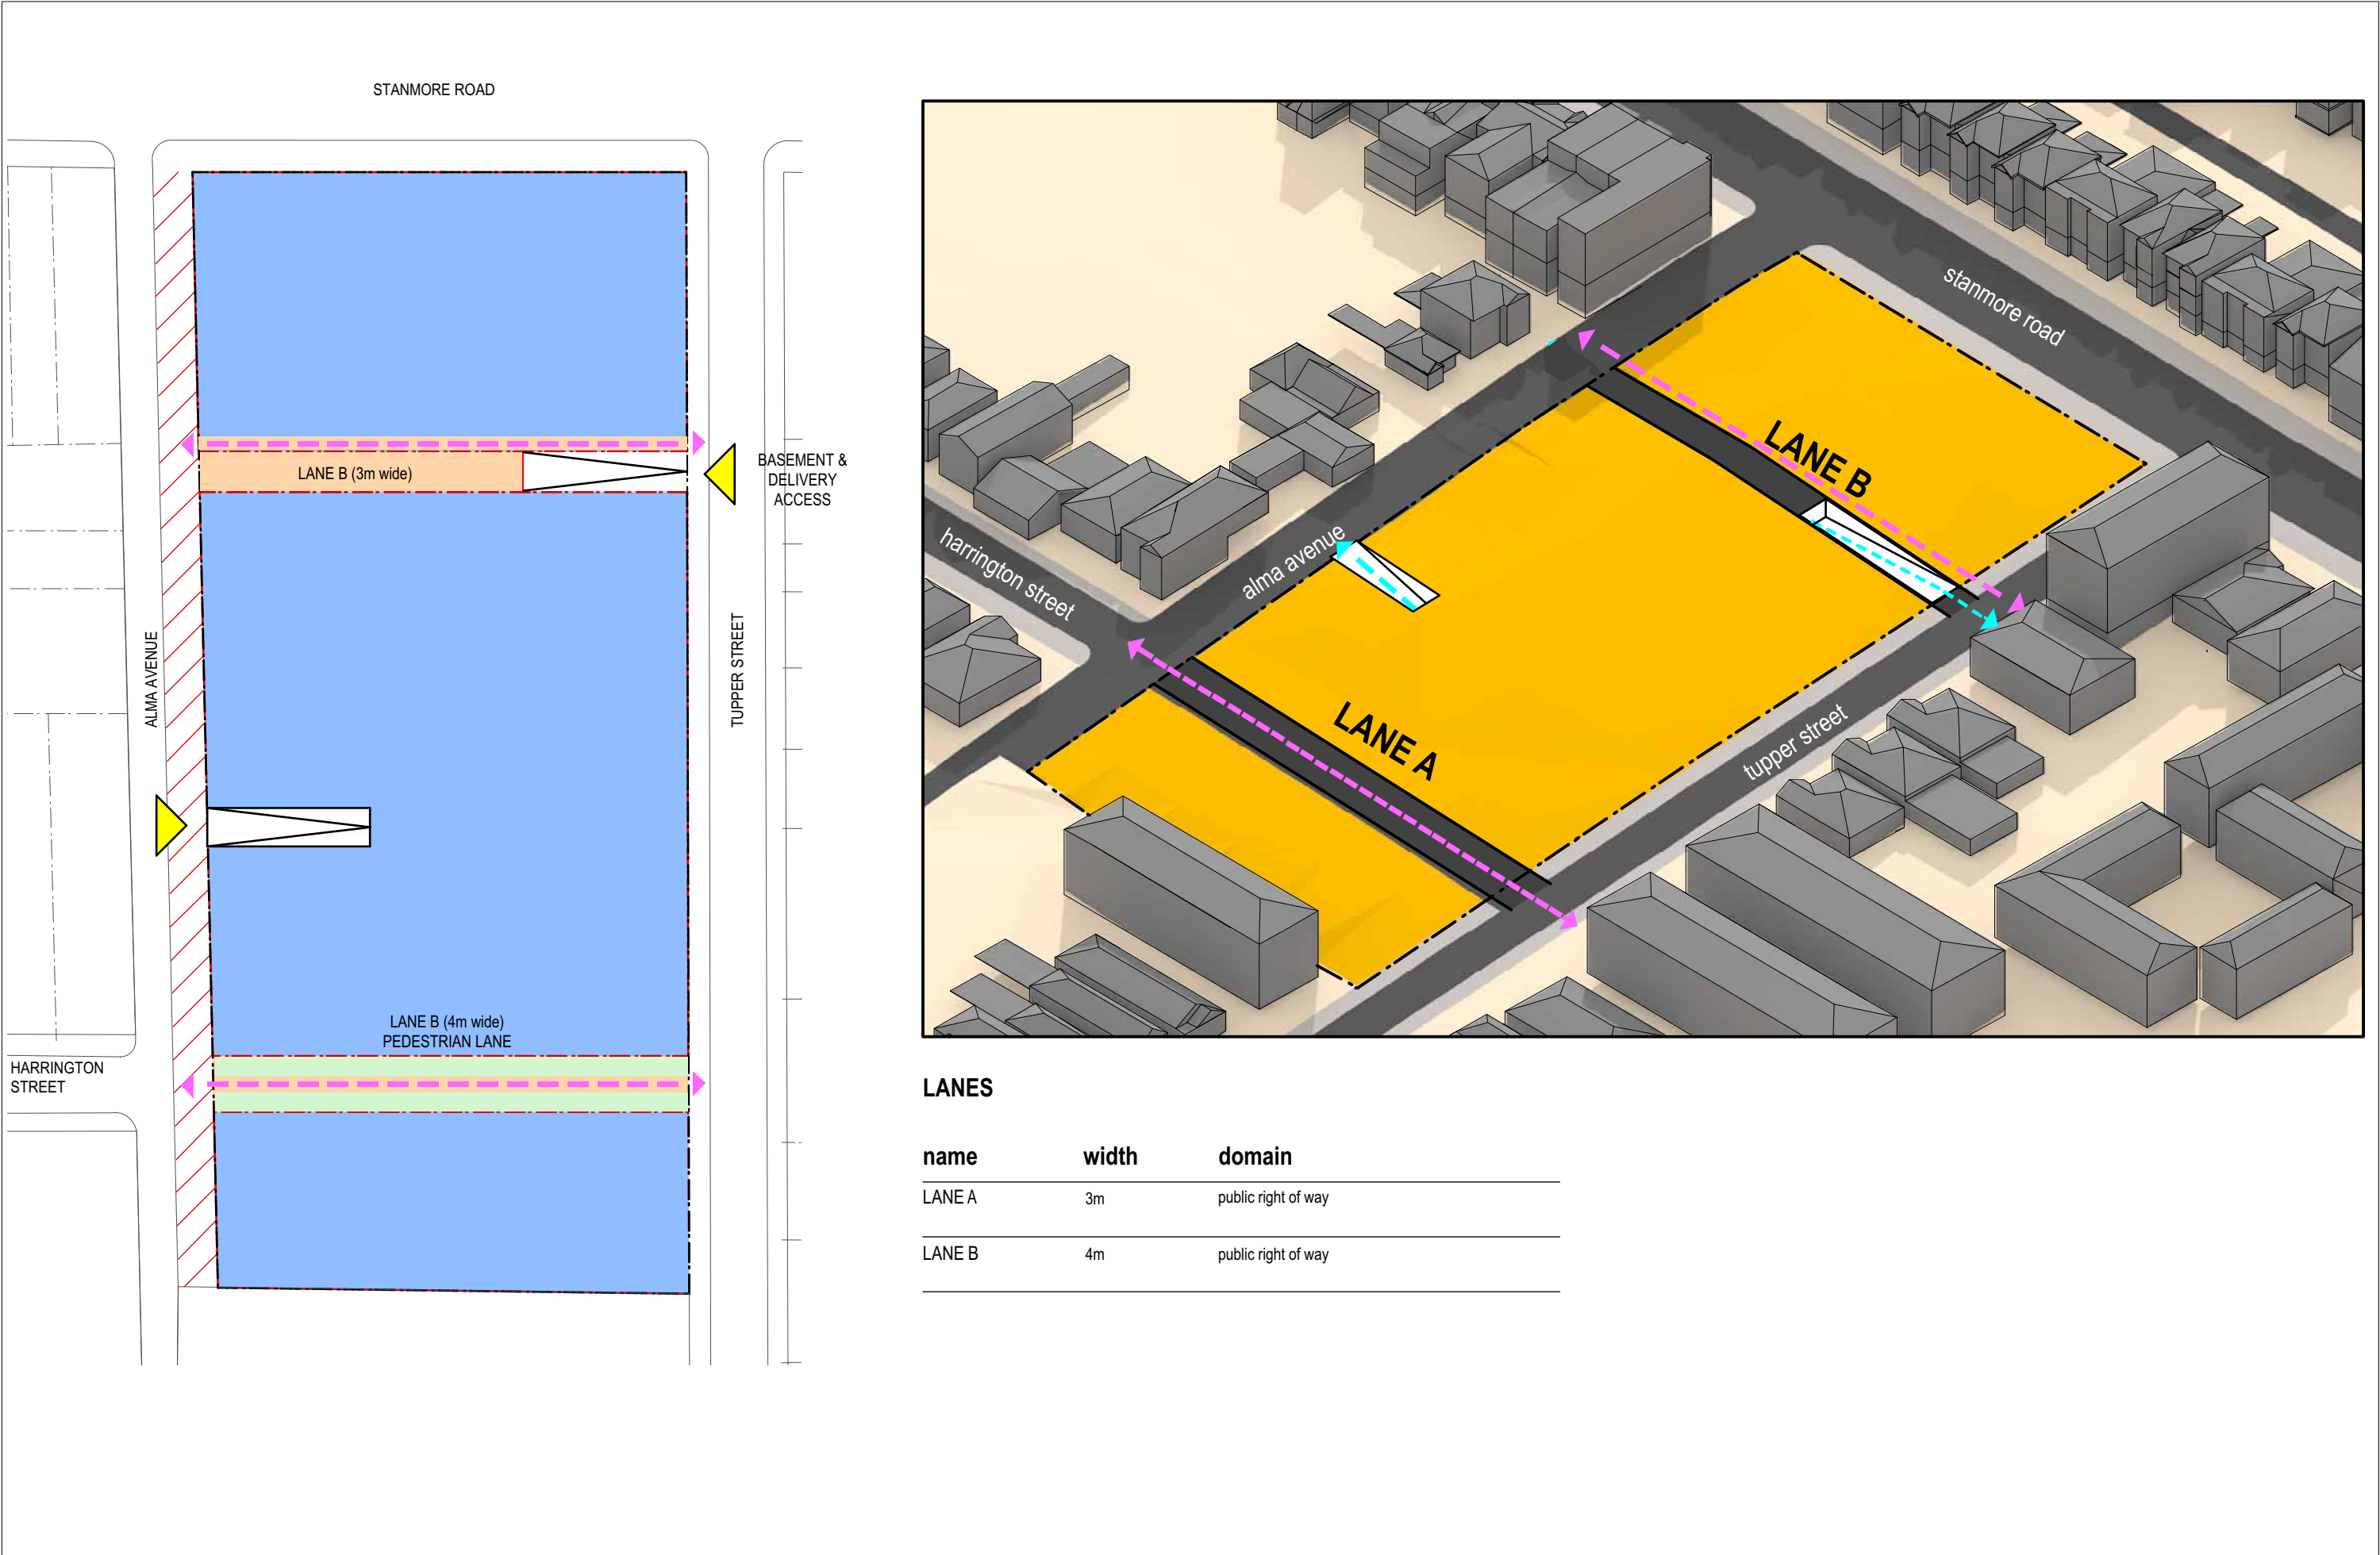 STANMORE ROAD
LANE B (3m wide)
BASEMENT &
DELIVERY
ACCESS
ALMA AVENUE
TUPPER STREET
LANE B (4m wide)
PEDESTRIAN LANE
HARRINGTON
STREET
stanmore road
LANE B
harrington street
alma avenue
LANE A
tupper street
LANES
name width domain
LANE A 3m public right of way
LANE B 4m public right of way